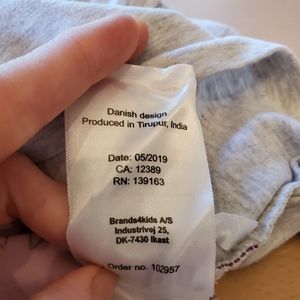 Danish design
Produced in Tirupur, India
Date: 05/2019
CA: 12389
RN: 139163
Brands4kids A/S
Industrivej 25,
DK-7430 Ikast
Order no. 102957